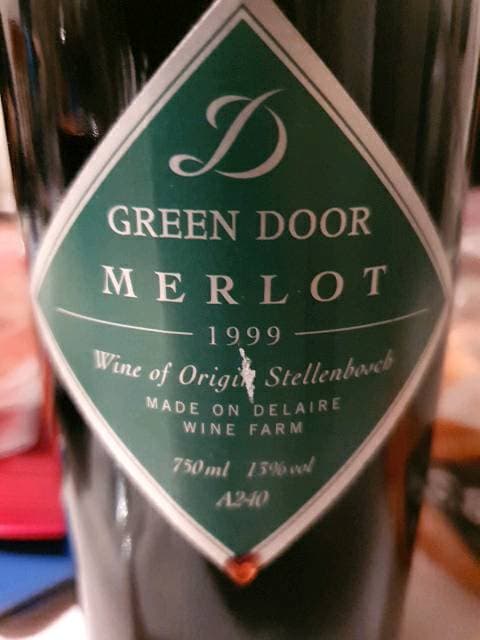 D
GREEN DOOR
MERLOT
1999
Wine of Origin Stellenbosch
MADE ON DELAIRE
WINE FARM
750 ml 13% vol
A240